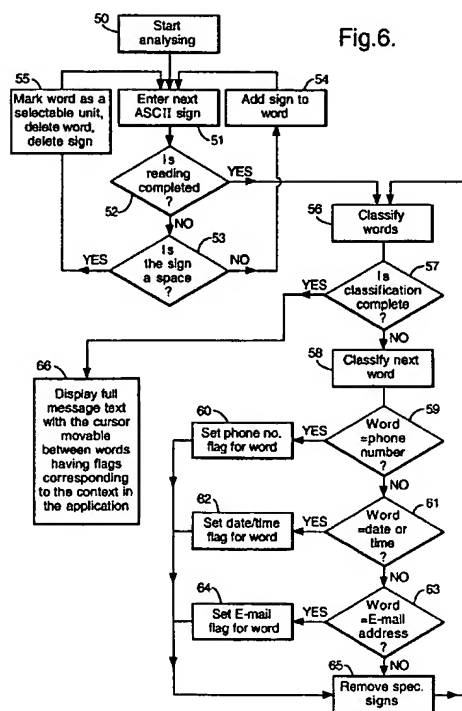 Fig.6.
50
Start
analysing
55
Mark word as a
selectable unit,
delete word,
delete sign
Enter next
ASCII sign
51
54
Add sign to
word
Is
reading
completed
?
52
YES
NO
Is
the sign
a space
?
53
YES
NO
56
Classify
words
57
Is
classification
complete
?
YES
NO
58
Classify next
word
66
Display full
message text
with the cursor
movable
between words
having flags
corresponding
to the context in
the application
59
Word
=phone
number
?
YES
NO
60
Set phone no.
flag for word
61
Word
=date or
time
?
YES
NO
62
Set date/time
flag for word
63
Word
=E-mail
address
?
YES
NO
64
Set E-mail
flag for word
65
Remove spec.
signs